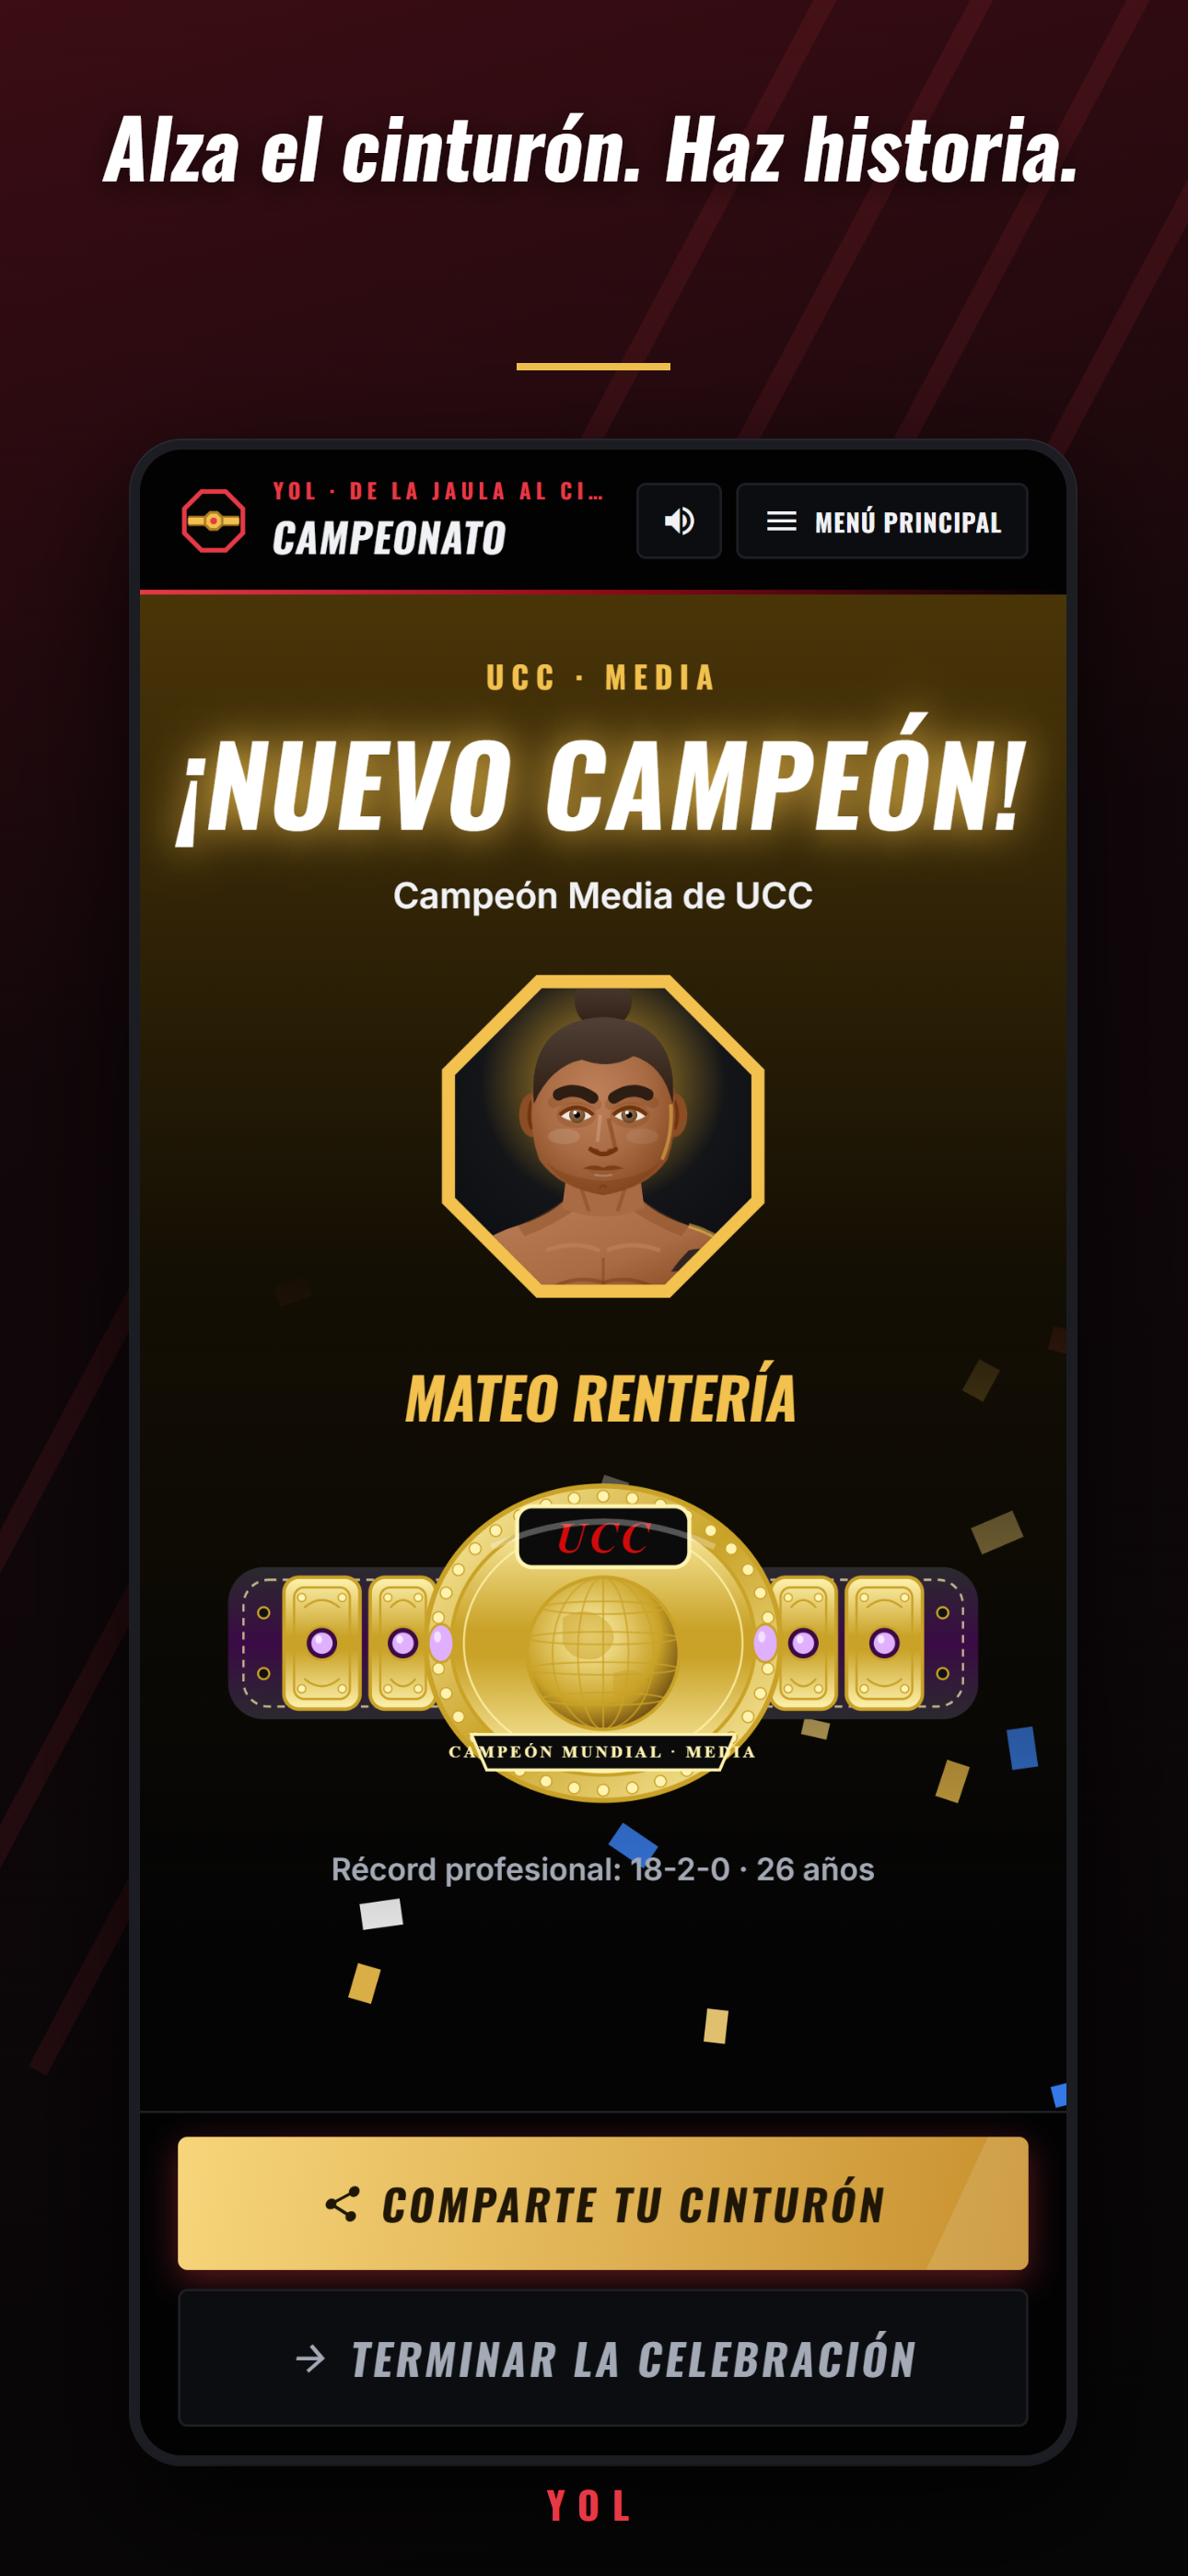 Alza el cinturón. Haz historia.
YOL · DE LA JAULA AL CI…
CAMPEONATO
MENÚ PRINCIPAL
UCC · MEDIA
¡NUEVO CAMPEÓN!
Campeón Media de UCC
MATEO RENTERÍA
UCC
CAMPEÓN MUNDIAL · MEDIA
Récord profesional: 18-2-0 · 26 años
COMPARTE TU CINTURÓN
TERMINAR LA CELEBRACIÓN
YOL